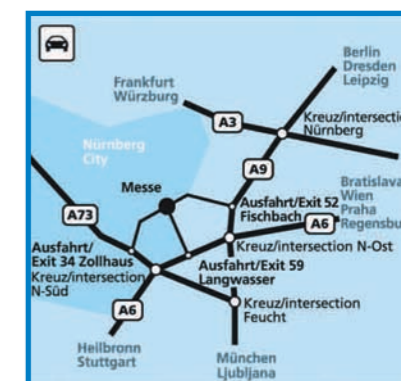 Berlin
Dresden
Leipzig
Frankfurt
Würzburg
A3
Kreuz/intersectio
Nürnberg
Nürnberg
City
A9
Messe
Ausfahrt/Exit 52
Fischbach
Bratislava
Wien
Praha
Regensbu
A73
A6
Kreuz/intersection N-Ost
Ausfahrt/
Exit 34 Zollhaus
Kreuz/intersection
N-Süd
Ausfahrt/Exit 59
Langwasser
A6
Kreuz/intersection
Feucht
Heilbronn
Stuttgart
München
Ljubljana